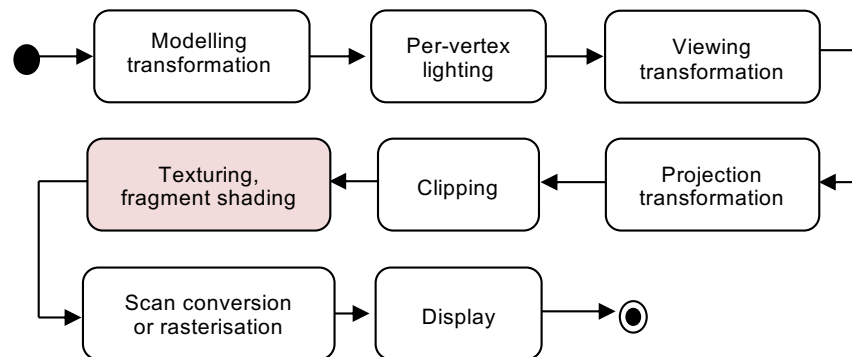 Modelling
transformation
Per-vertex
lighting
Viewing
transformation
Projection
transformation
Clipping
Texturing,
fragment shading
Scan conversion
or rasterisation
Display